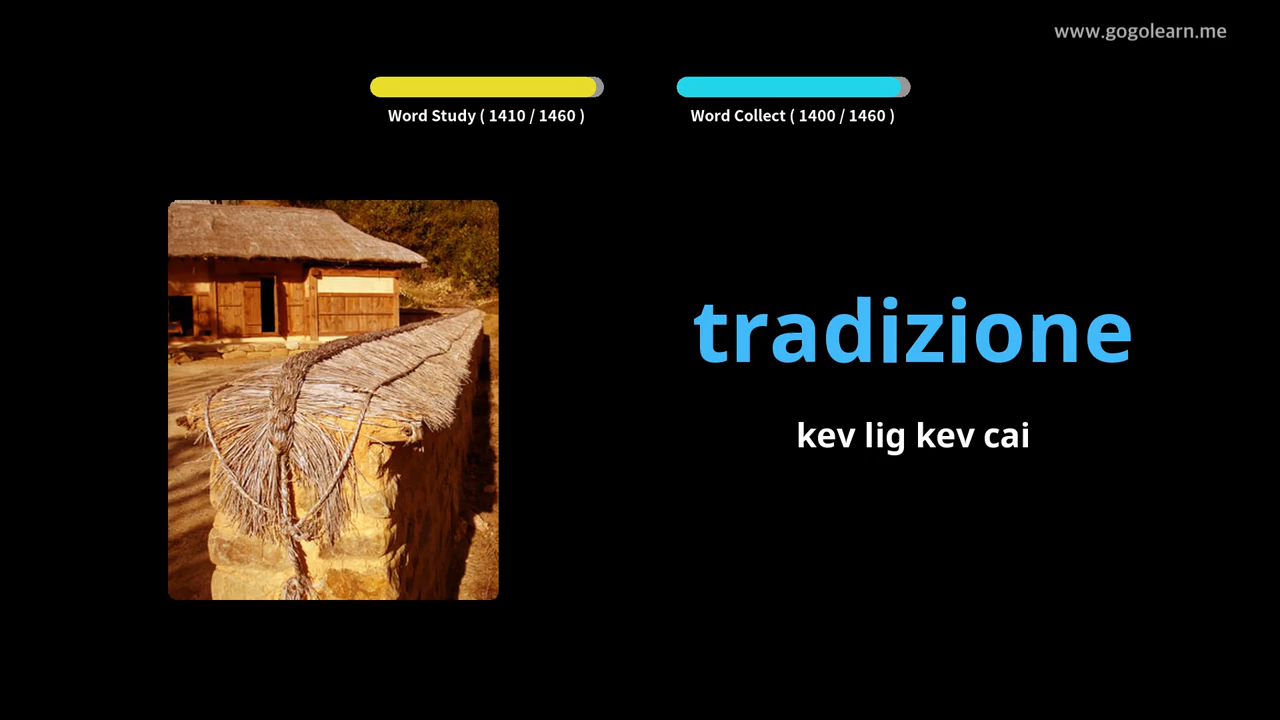 www.gogolearn.me
Word Study ( 1410 / 1460 )
Word Collect ( 1400 / 1460 )
tradizione
kev lig kev cai